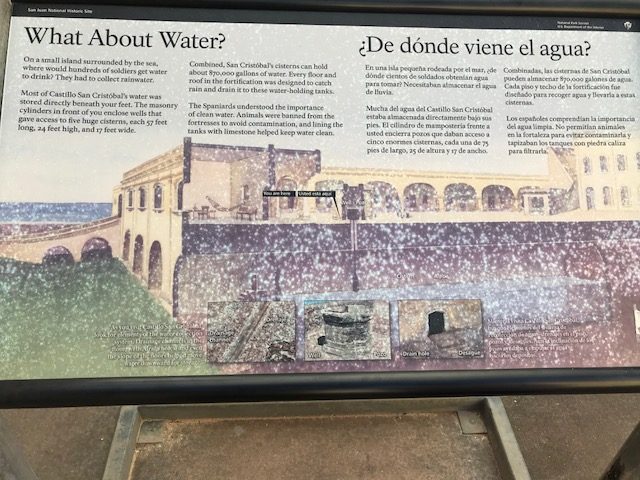 San Juan National Historic Site
National Park Service
U.S. Department of the Interior
What About Water?
On a small island surrounded by the sea,
where would hundreds of soldiers get water
to drink? They had to collect rainwater.
Most of Castillo San Cristóbal's water was
stored directly beneath your feet. The masonry
cylinders in front of you enclose wells that
gave access to five huge cisterns, each 57 feet
long, 24 feet high, and 17 feet wide.
Combined, San Cristóbal's cisterns can hold
about 870,000 gallons of water. Every floor and
roof in the fortification was designed to catch
rain and drain it to these water-holding tanks.
The Spaniards understood the importance
of clean water. Animals were banned from the
fortresses to avoid contamination, and lining the
tanks with limestone helped keep water clean.
¿De dónde viene el agua?
En una isla pequeña rodeada por el mar, ¿de
dónde cientos de soldados obtenían agua
para tomar? Necesitaban almacenar el agua
de lluvia.
Mucha del agua del Castillo San Cristóbal
estaba almacenada directamente bajo sus
pies. El cilindro de mampostería frente a
usted encierra pozos que daban acceso a
cinco enormes cisternas, cada una de 75
pies de largo, 25 de altura y 17 de ancho.
Combinadas, las cisternas de San Cristóbal
pueden almacenar 870,000 galones de agua.
Cada piso y techo de la fortificación fue
diseñado para recoger agua y llevarla a estas
cisternas.
Los españoles comprendían la importancia
del agua limpia. No permitían animales
en la fortaleza para evitar contaminarla y
tapizaban los tanques con piedra caliza
para filtrarla.
You are here
Usted está aquí
Drainage
channel
Well
Pozo
Drain hole
Desagüe